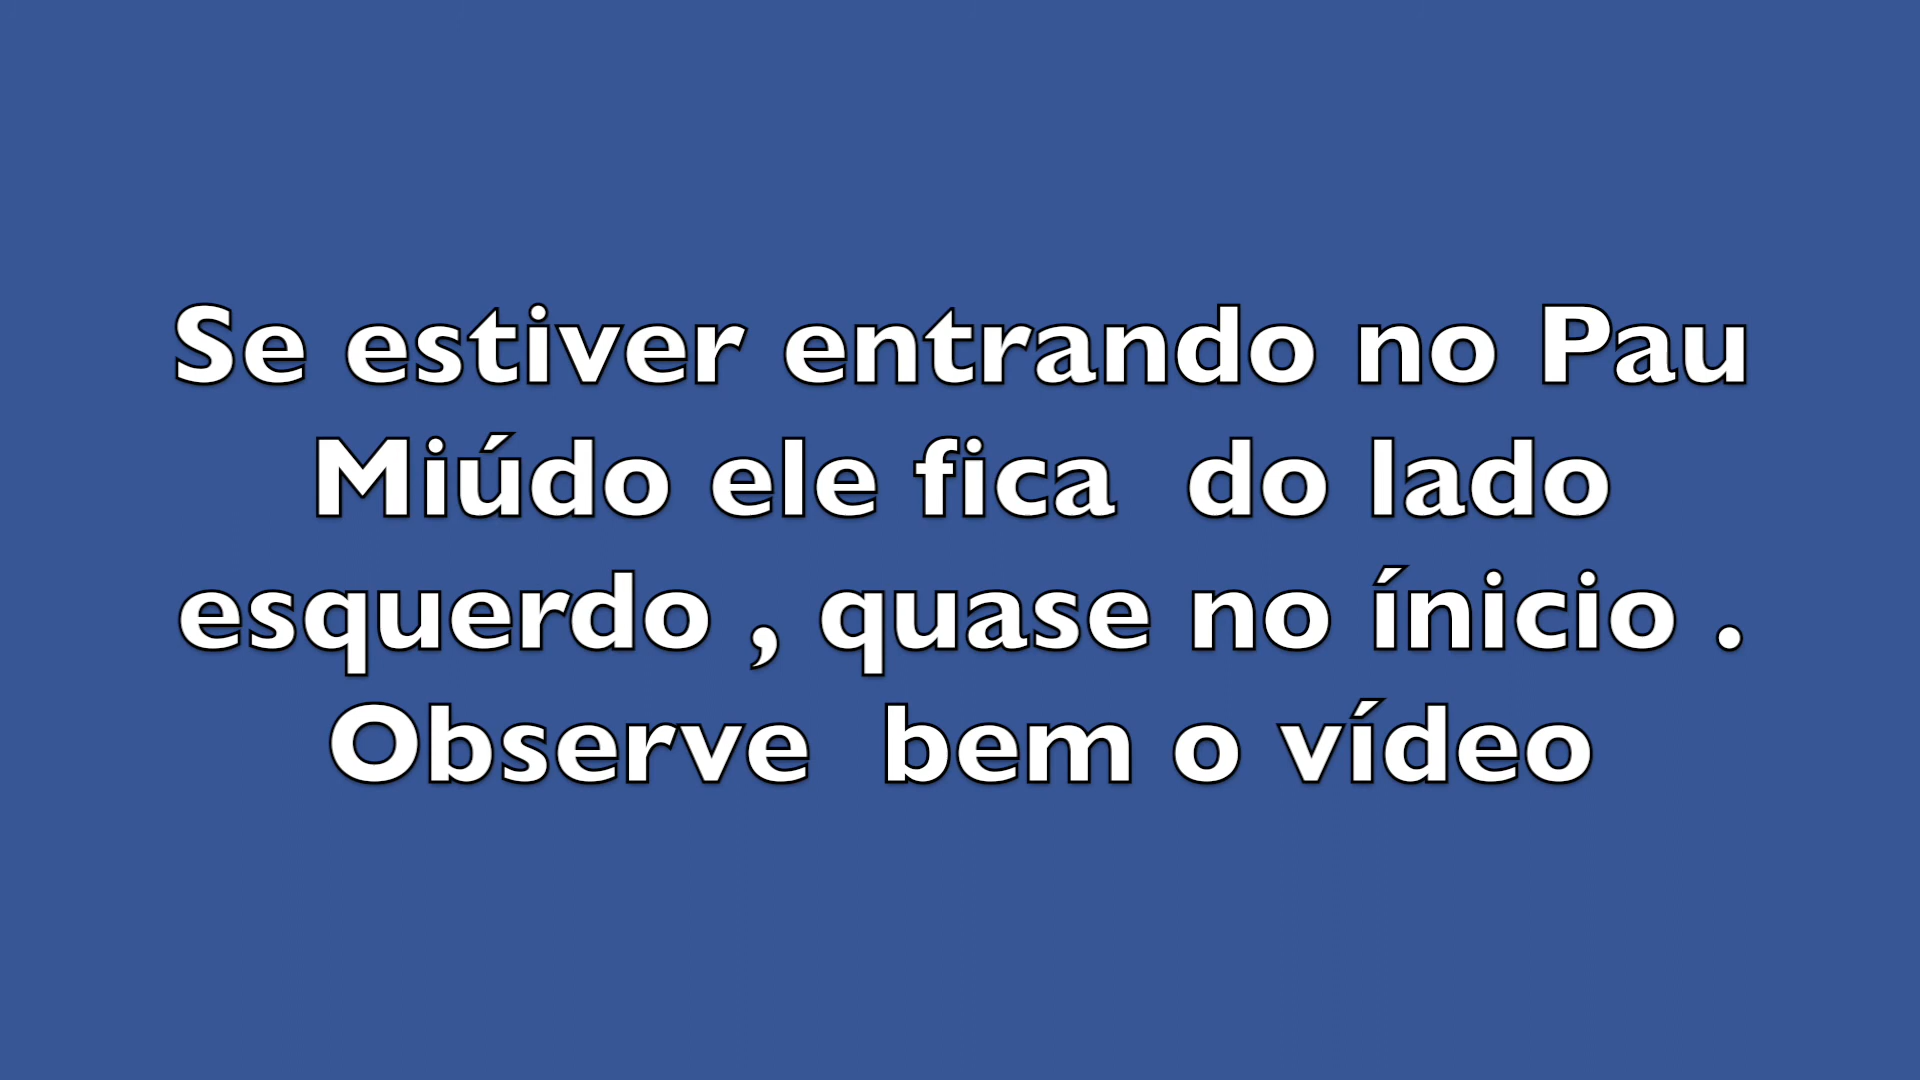 Se estiver entrando no Pau
Miúdo ele fica  do lado
esquerdo , quase no ínicio .
Observe  bem o vídeo